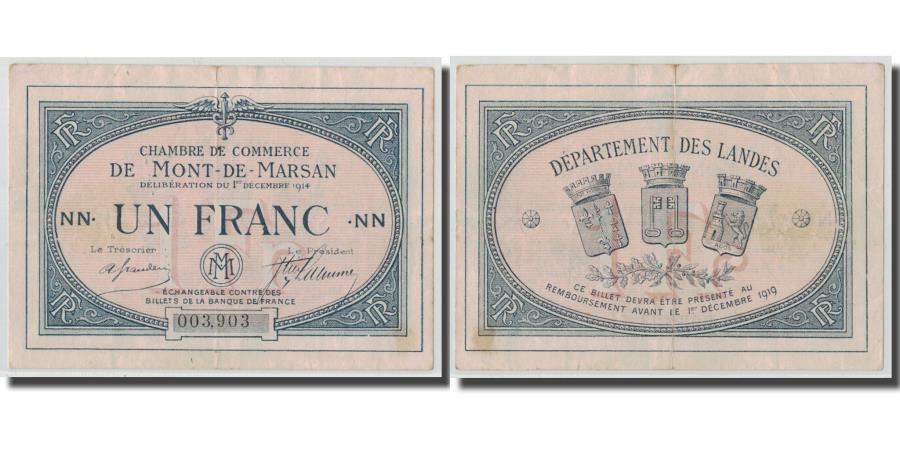 CHAMBRE DE COMMERCE
DE MONT-DE-MARSAN
DÉLIBÉRATION DU 1er DÉCEMBRE 1914
NN· UN FRANC ·NN
Le Trésorier Le Président
ÉCHANGEABLE CONTRE DES
BILLETS DE LA BANQUE DE FRANCE
003,903
DÉPARTEMENT DES LANDES
CE BILLET DEVRA ÊTRE PRÉSENTÉ AU
REMBOURSEMENT AVANT LE 1er DÉCEMBRE 1919